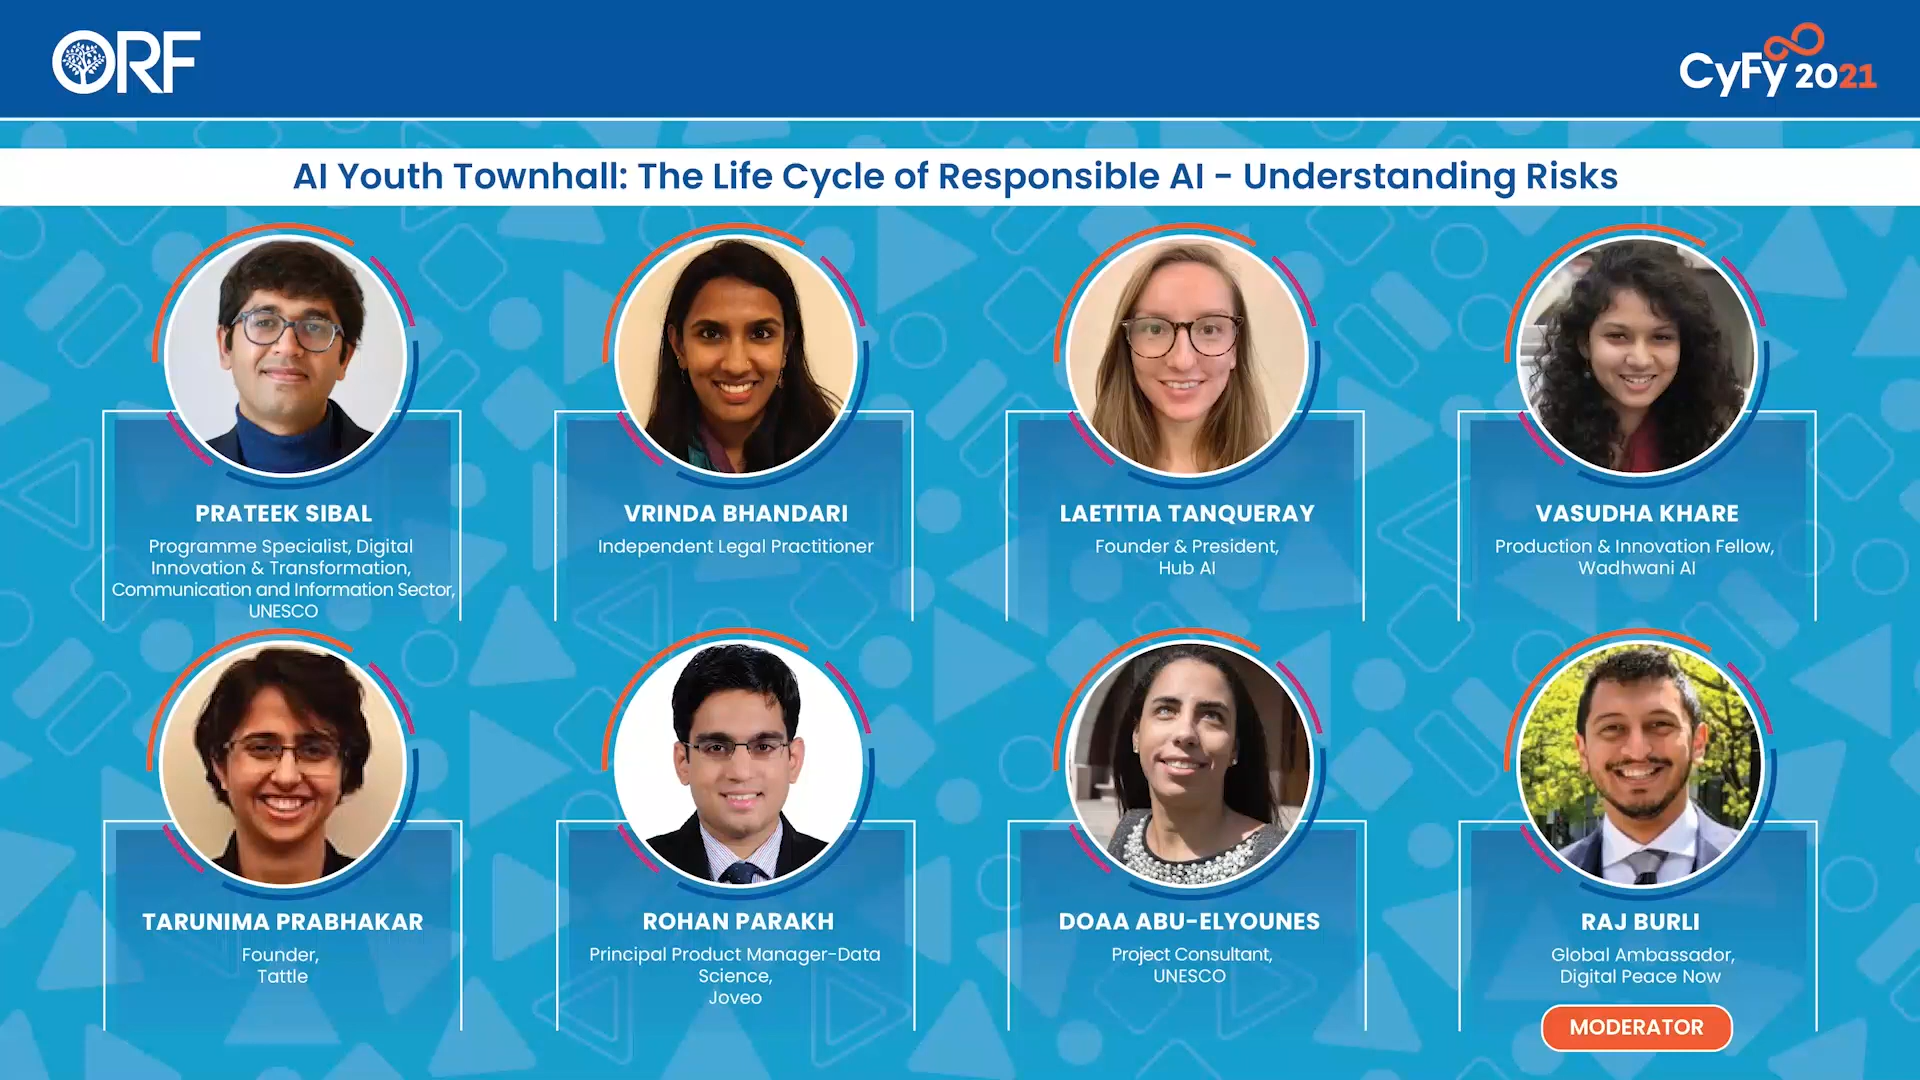 ORF
CyFy 2021
AI Youth Townhall: The Life Cycle of Responsible AI - Understanding Risks
PRATEEK SIBAL
Programme Specialist, Digital
Innovation & Transformation,
Communication and Information Sector,
UNESCO
VRINDA BHANDARI
Independent Legal Practitioner
LAETITIA TANQUERAY
Founder & President,
Hub AI
VASUDHA KHARE
Production & Innovation Fellow,
Wadhwani AI
TARUNIMA PRABHAKAR
Founder,
Tattle
ROHAN PARAKH
Principal Product Manager-Data
Science,
Joveo
DOAA ABU-ELYOUNES
Project Consultant,
UNESCO
RAJ BURLI
Global Ambassador,
Digital Peace Now
MODERATOR